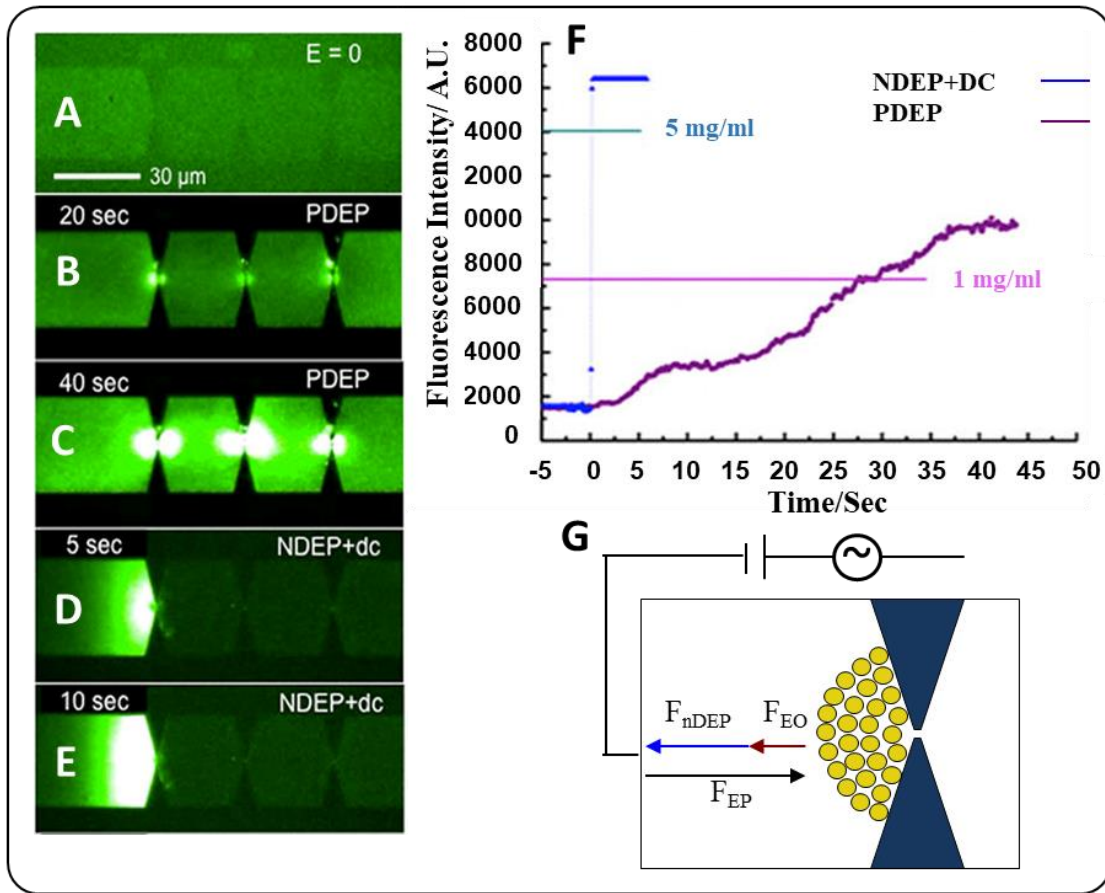 A
E = 0
30 µm
20 sec
PDEP
B
40 sec
PDEP
C
5 sec
NDEP+dc
D
10 sec
NDEP+dc
E
F
Fluorescence Intensity/ A.U.
8000
6000
4000
2000
0000
8000
6000
4000
2000
0
-5 0 5 10 15 20 25 30 35 40 45 50
Time/Sec
NDEP+DC
PDEP
5 mg/ml
1 mg/ml
G
~
FnDEP
FEO
FEP